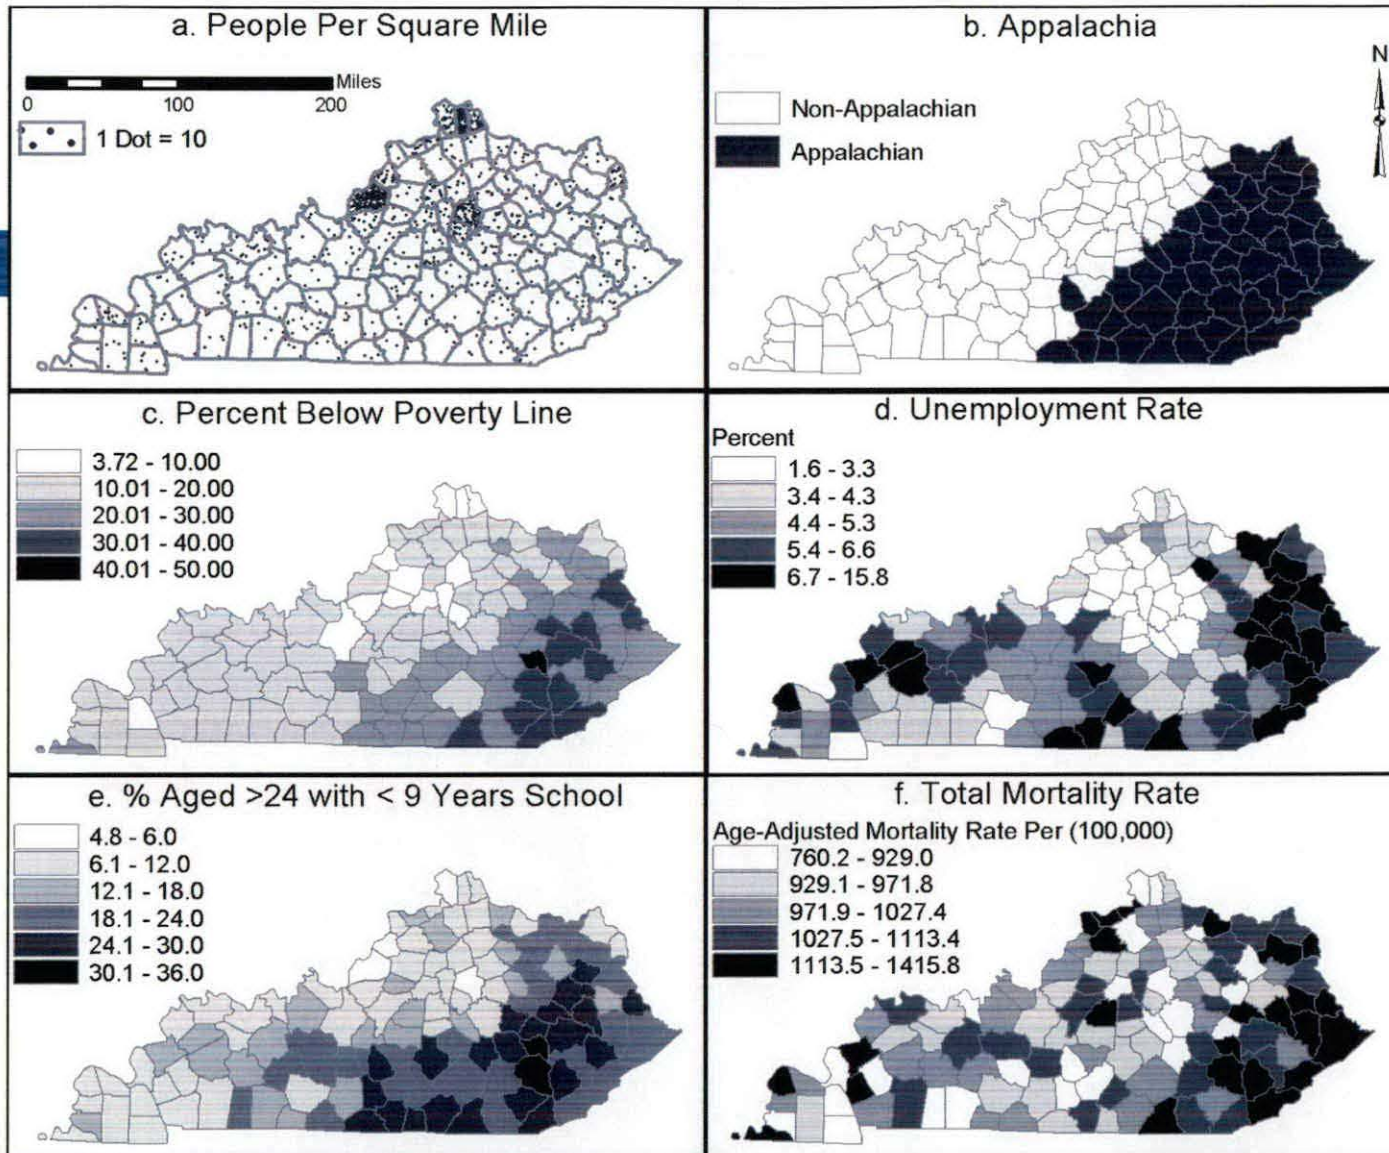 a. People Per Square Mile
Miles
0 100 200
1 Dot = 10
b. Appalachia
N
Non-Appalachian
Appalachian
c. Percent Below Poverty Line
3.72 - 10.00
10.01 - 20.00
20.01 - 30.00
30.01 - 40.00
40.01 - 50.00
d. Unemployment Rate
Percent
1.6 - 3.3
3.4 - 4.3
4.4 - 5.3
5.4 - 6.6
6.7 - 15.8
e. % Aged >24 with < 9 Years School
4.8 - 6.0
6.1 - 12.0
12.1 - 18.0
18.1 - 24.0
24.1 - 30.0
30.1 - 36.0
f. Total Mortality Rate
Age-Adjusted Mortality Rate Per (100,000)
760.2 - 929.0
929.1 - 971.8
971.9 - 1027.4
1027.5 - 1113.4
1113.5 - 1415.8